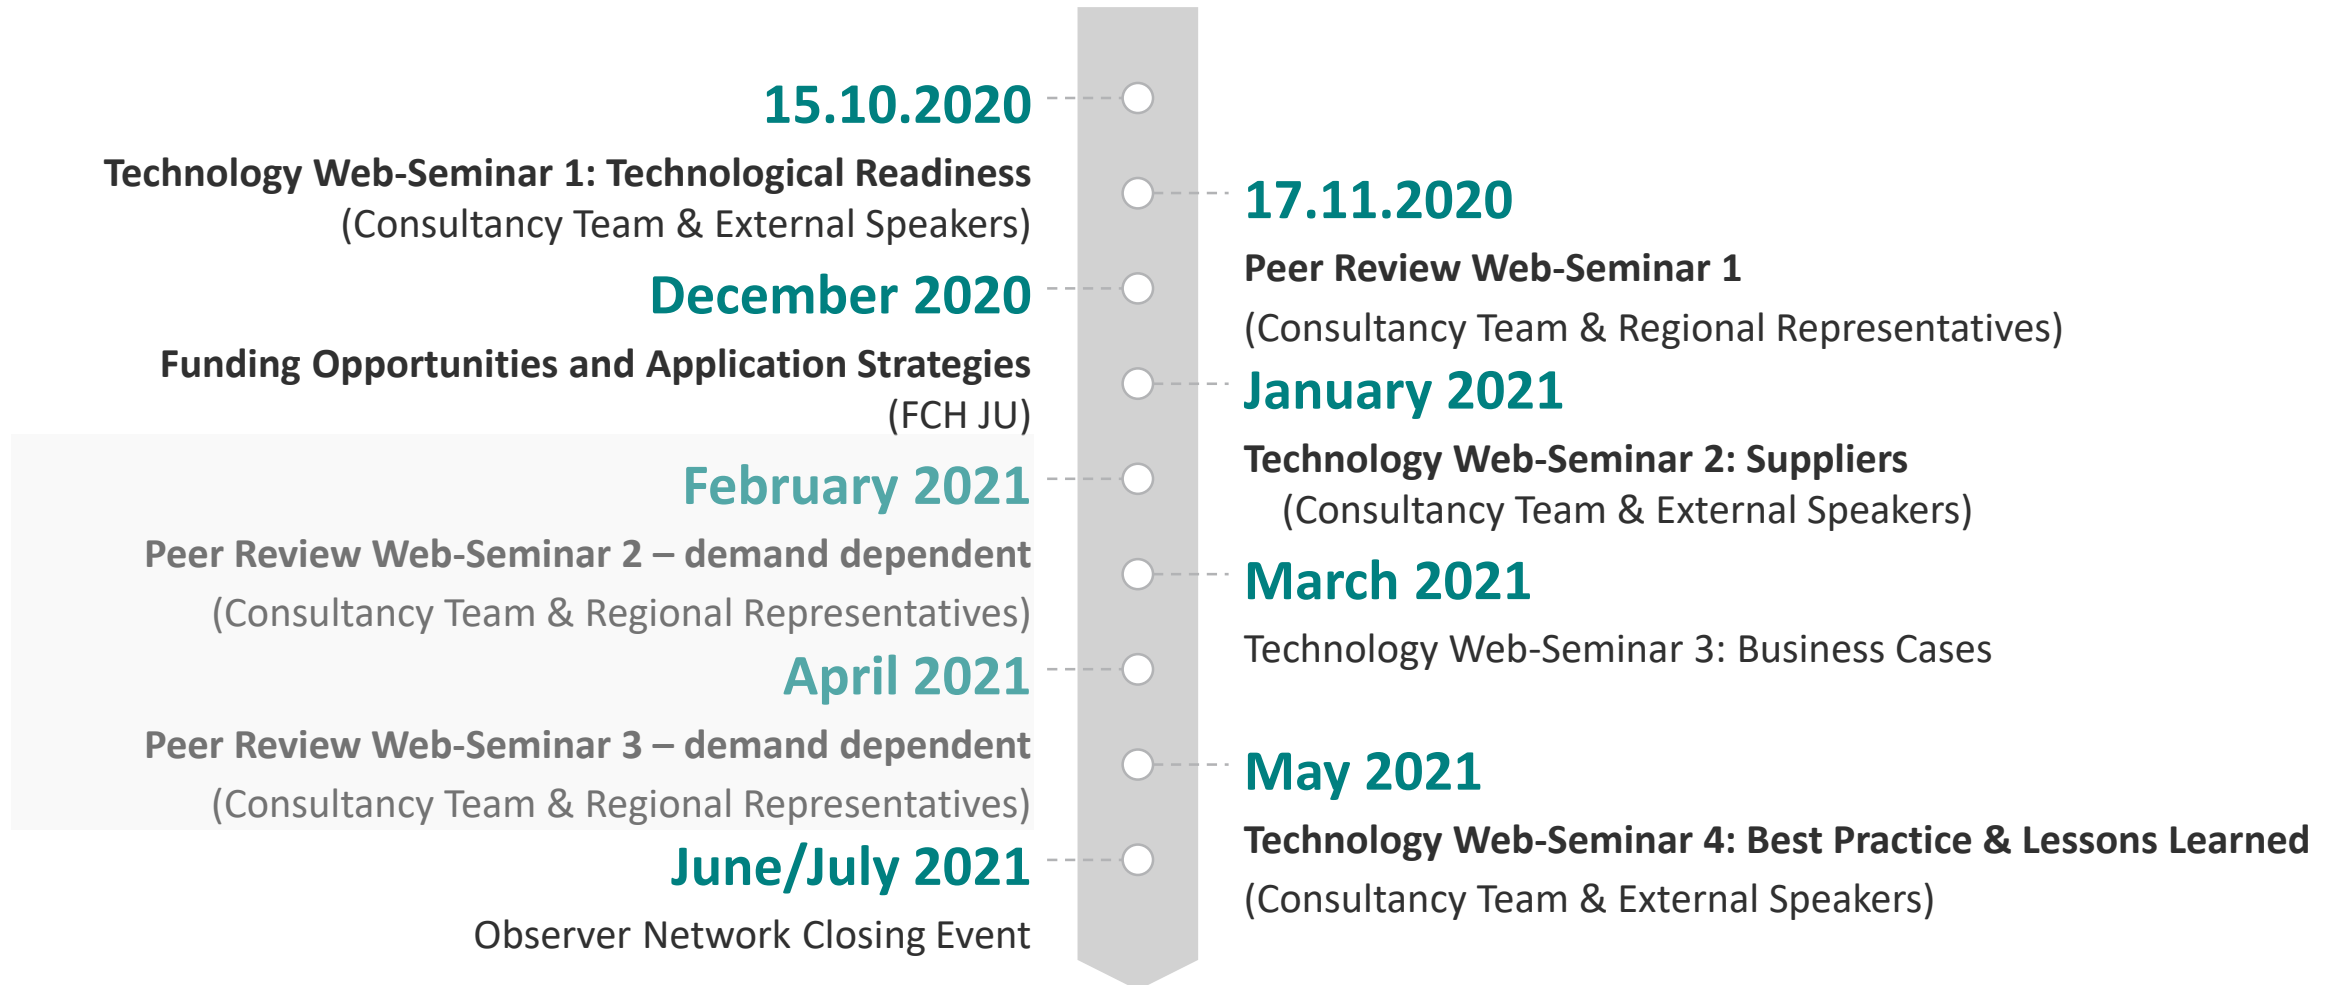 15.10.2020
Technology Web-Seminar 1: Technological Readiness
(Consultancy Team & External Speakers)
17.11.2020
Peer Review Web-Seminar 1
(Consultancy Team & Regional Representatives)
December 2020
Funding Opportunities and Application Strategies
(FCH JU)
January 2021
Technology Web-Seminar 2: Suppliers
(Consultancy Team & External Speakers)
February 2021
Peer Review Web-Seminar 2 – demand dependent
(Consultancy Team & Regional Representatives)
March 2021
Technology Web-Seminar 3: Business Cases
April 2021
Peer Review Web-Seminar 3 – demand dependent
(Consultancy Team & Regional Representatives)
May 2021
Technology Web-Seminar 4: Best Practice & Lessons Learned
(Consultancy Team & External Speakers)
June/July 2021
Observer Network Closing Event